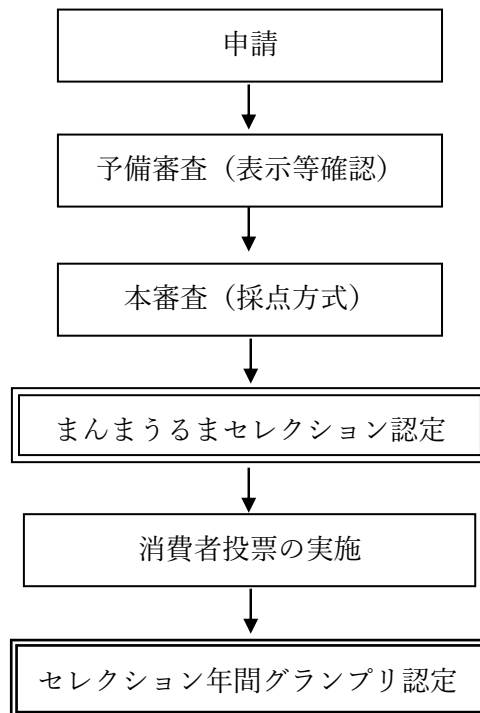 申請
予備審査（表示等確認）
本審査（採点方式）
まんまうるまセレクション認定
消費者投票の実施
セレクション年間グランプリ認定